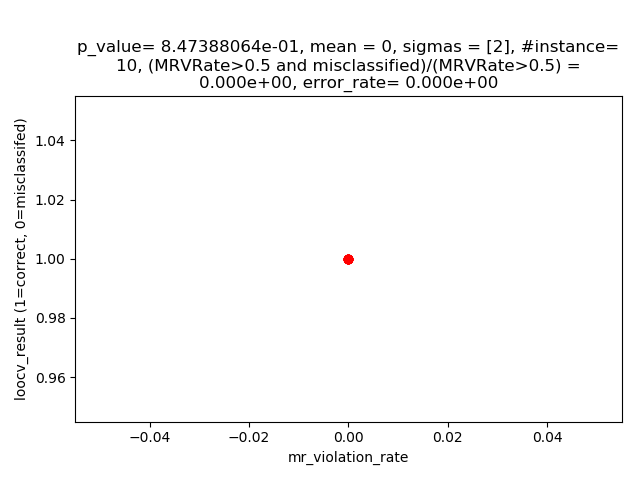 p_value= 8.47388064e-01, mean = 0, sigmas = [2], #instance=
10, (MRVRate>0.5 and misclassified)/(MRVRate>0.5) =
0.000e+00, error_rate= 0.000e+00
loocv_result (1=correct, 0=misclassifed)
1.04
1.02
1.00
0.98
0.96
−0.04
−0.02
0.00
0.02
0.04
mr_violation_rate